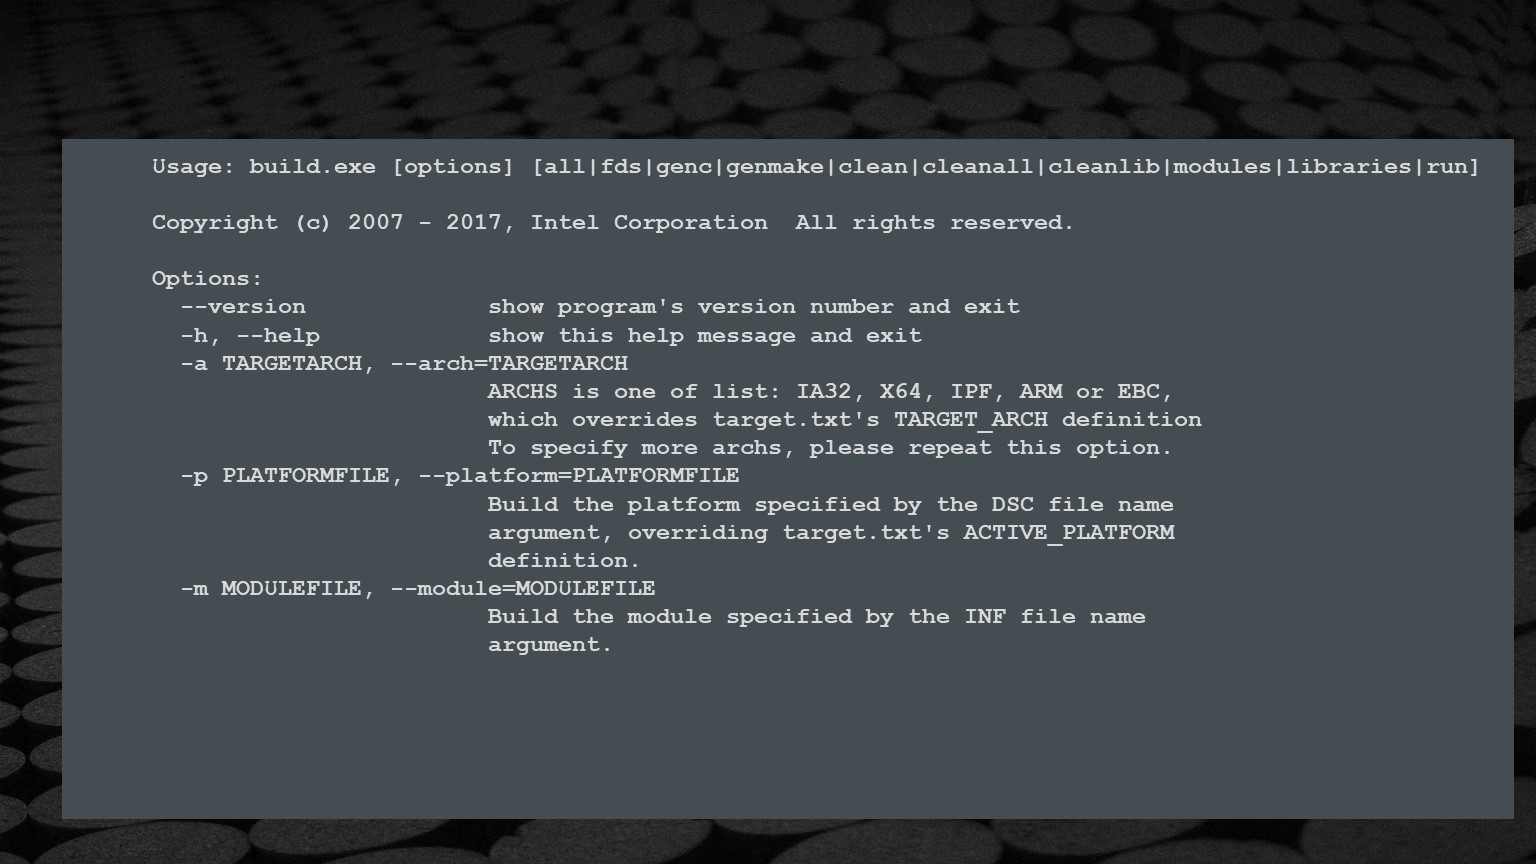 Usage: build.exe [options] [all|fds|genc|genmake|clean|cleanall|cleanlib|modules|libraries|run]
Copyright (c) 2007 - 2017, Intel Corporation  All rights reserved.
Options:
--version             show program's version number and exit
-h, --help            show this help message and exit
-a TARGETARCH, --arch=TARGETARCH
ARCHS is one of list: IA32, X64, IPF, ARM or EBC,
which overrides target.txt's TARGET_ARCH definition
To specify more archs, please repeat this option.
-p PLATFORMFILE, --platform=PLATFORMFILE
Build the platform specified by the DSC file name
argument, overriding target.txt's ACTIVE_PLATFORM
definition.
-m MODULEFILE, --module=MODULEFILE
Build the module specified by the INF file name
argument.